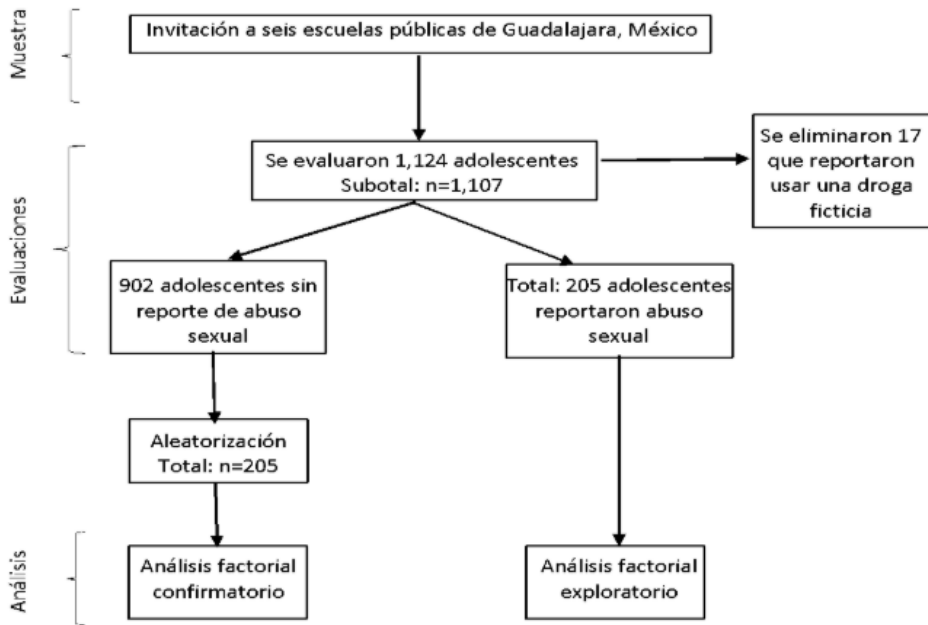 Muestra
Invitación a seis escuelas públicas de Guadalajara, México
Evaluaciones
Se evaluaron 1,124 adolescentes
Subotal: n=1,107
Se eliminaron 17
que reportaron
usar una droga
ficticia
902 adolescentes sin
reporte de abuso
sexual
Total: 205 adolescentes
reportaron abuso
sexual
Aleatorización
Total: n=205
Análisis
Análisis factorial
confirmatorio
Análisis factorial
exploratorio